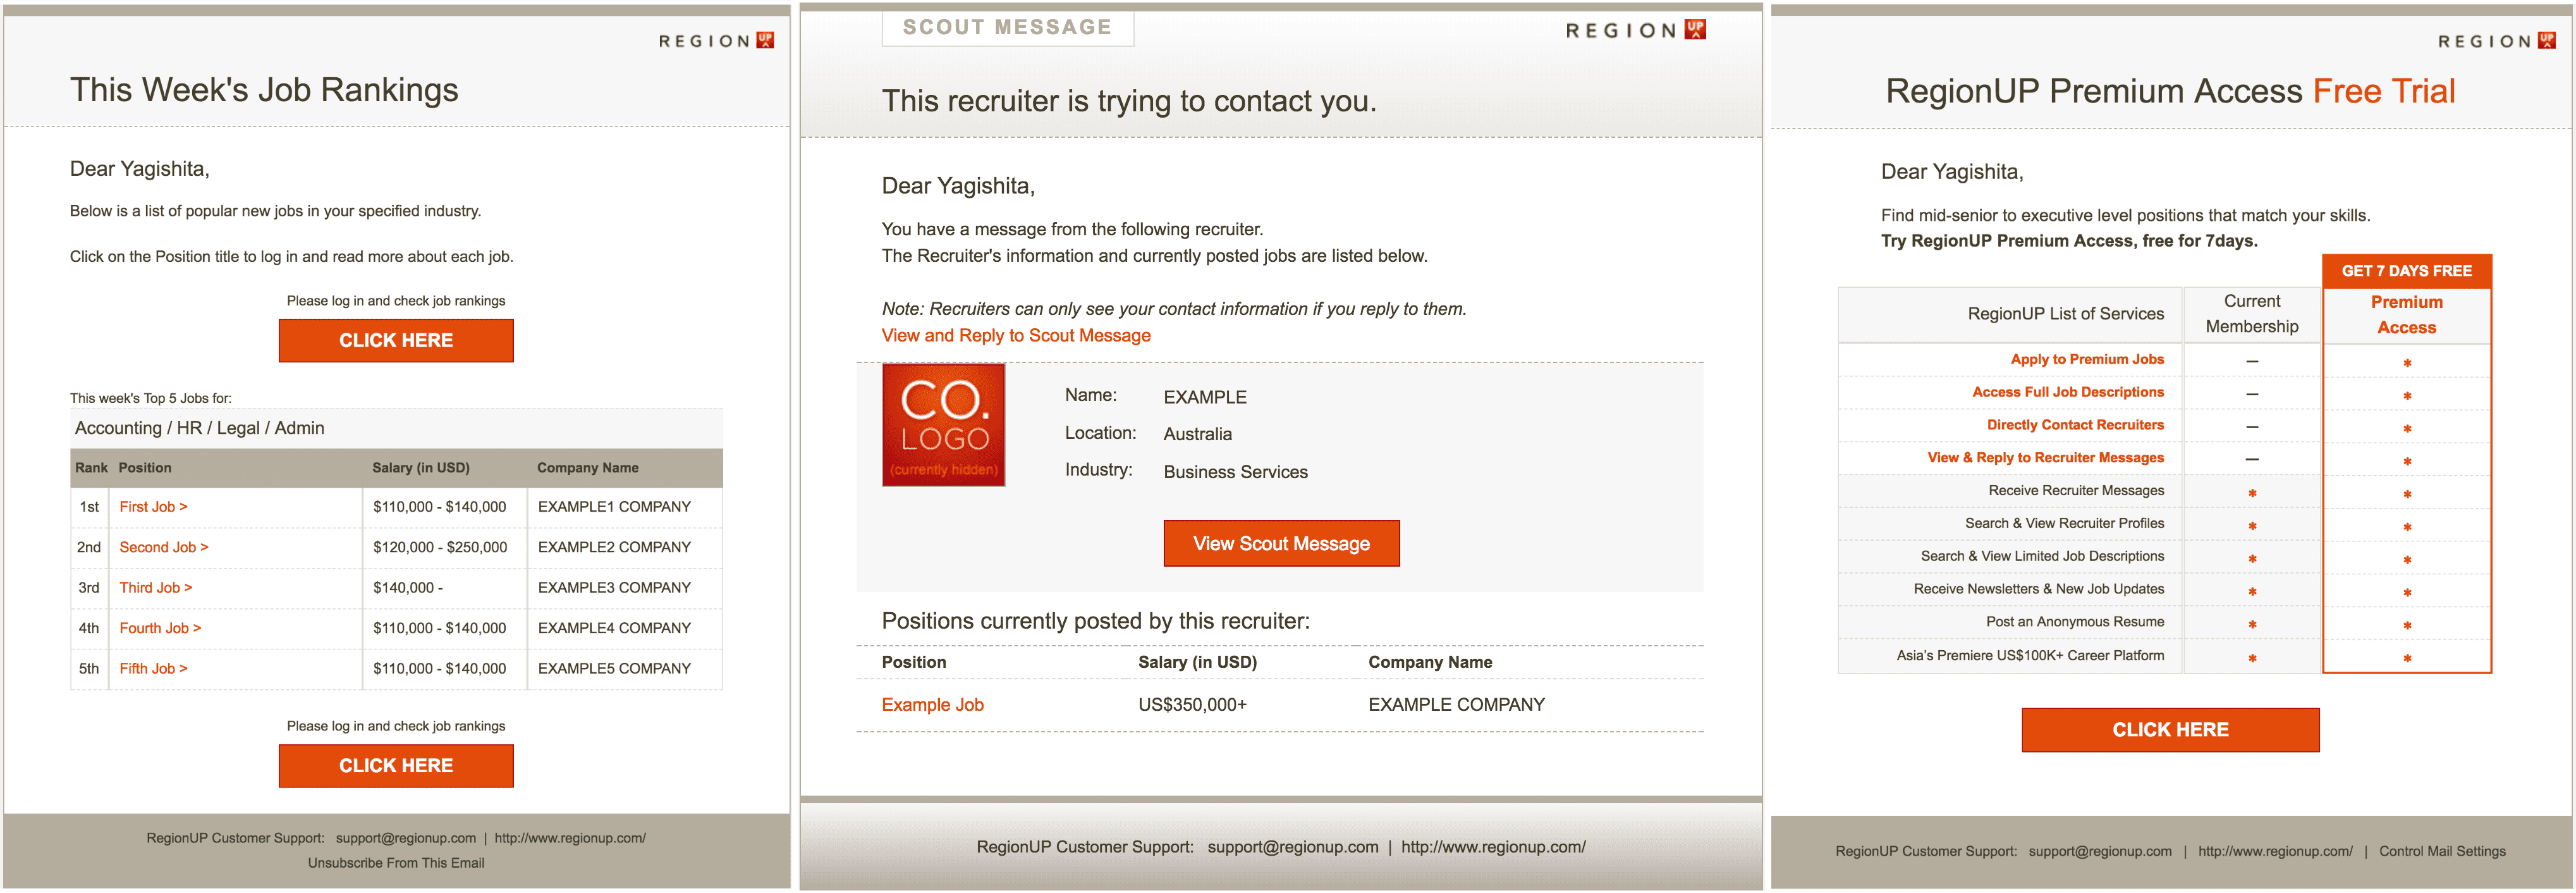 REGION UP
This Week's Job Rankings
Dear Yagishita,
Below is a list of popular new jobs in your specified industry.
Click on the Position title to log in and read more about each job.
Please log in and check job rankings
CLICK HERE
This week's Top 5 Jobs for:
Accounting / HR / Legal / Admin
Rank Position Salary (in USD) Company Name
1st First Job > $110,000 - $140,000 EXAMPLE1 COMPANY
2nd Second Job > $120,000 - $250,000 EXAMPLE2 COMPANY
3rd Third Job > $140,000 - EXAMPLE3 COMPANY
4th Fourth Job > $110,000 - $140,000 EXAMPLE4 COMPANY
5th Fifth Job > $110,000 - $140,000 EXAMPLE5 COMPANY
Please log in and check job rankings
CLICK HERE
RegionUP Customer Support: support@regionup.com | http://www.regionup.com/
Unsubscribe From This Email
SCOUT MESSAGE
REGION UP
This recruiter is trying to contact you.
Dear Yagishita,
You have a message from the following recruiter.
The Recruiter's information and currently posted jobs are listed below.
Note: Recruiters can only see your contact information if you reply to them.
View and Reply to Scout Message
CO.
LOGO
(currently hidden)
Name: EXAMPLE
Location: Australia
Industry: Business Services
View Scout Message
Positions currently posted by this recruiter:
Position Salary (in USD) Company Name
Example Job US$350,000+ EXAMPLE COMPANY
RegionUP Customer Support: support@regionup.com | http://www.regionup.com/
REGION UP
RegionUP Premium Access Free Trial
Dear Yagishita,
Find mid-senior to executive level positions that match your skills.
Try RegionUP Premium Access, free for 7days.
GET 7 DAYS FREE
RegionUP List of Services
Current
Membership
Premium
Access
Apply to Premium Jobs — *
Access Full Job Descriptions — *
Directly Contact Recruiters — *
View & Reply to Recruiter Messages — *
Receive Recruiter Messages * *
Search & View Recruiter Profiles * *
Search & View Limited Job Descriptions * *
Receive Newsletters & New Job Updates * *
Post an Anonymous Resume * *
Asia's Premiere US$100K+ Career Platform * *
CLICK HERE
RegionUP Customer Support: support@regionup.com | http://www.regionup.com/ | Control Mail Settings